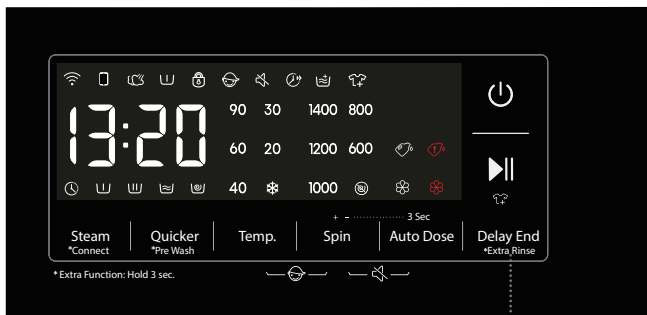 13:20
90 30 1400 800
60 20 1200 600
40 1000
+ - 3 Sec
Steam Quicker Temp. Spin Auto Dose Delay End
*Connect *Pre Wash *Extra Rinse
* Extra Function: Hold 3 sec.